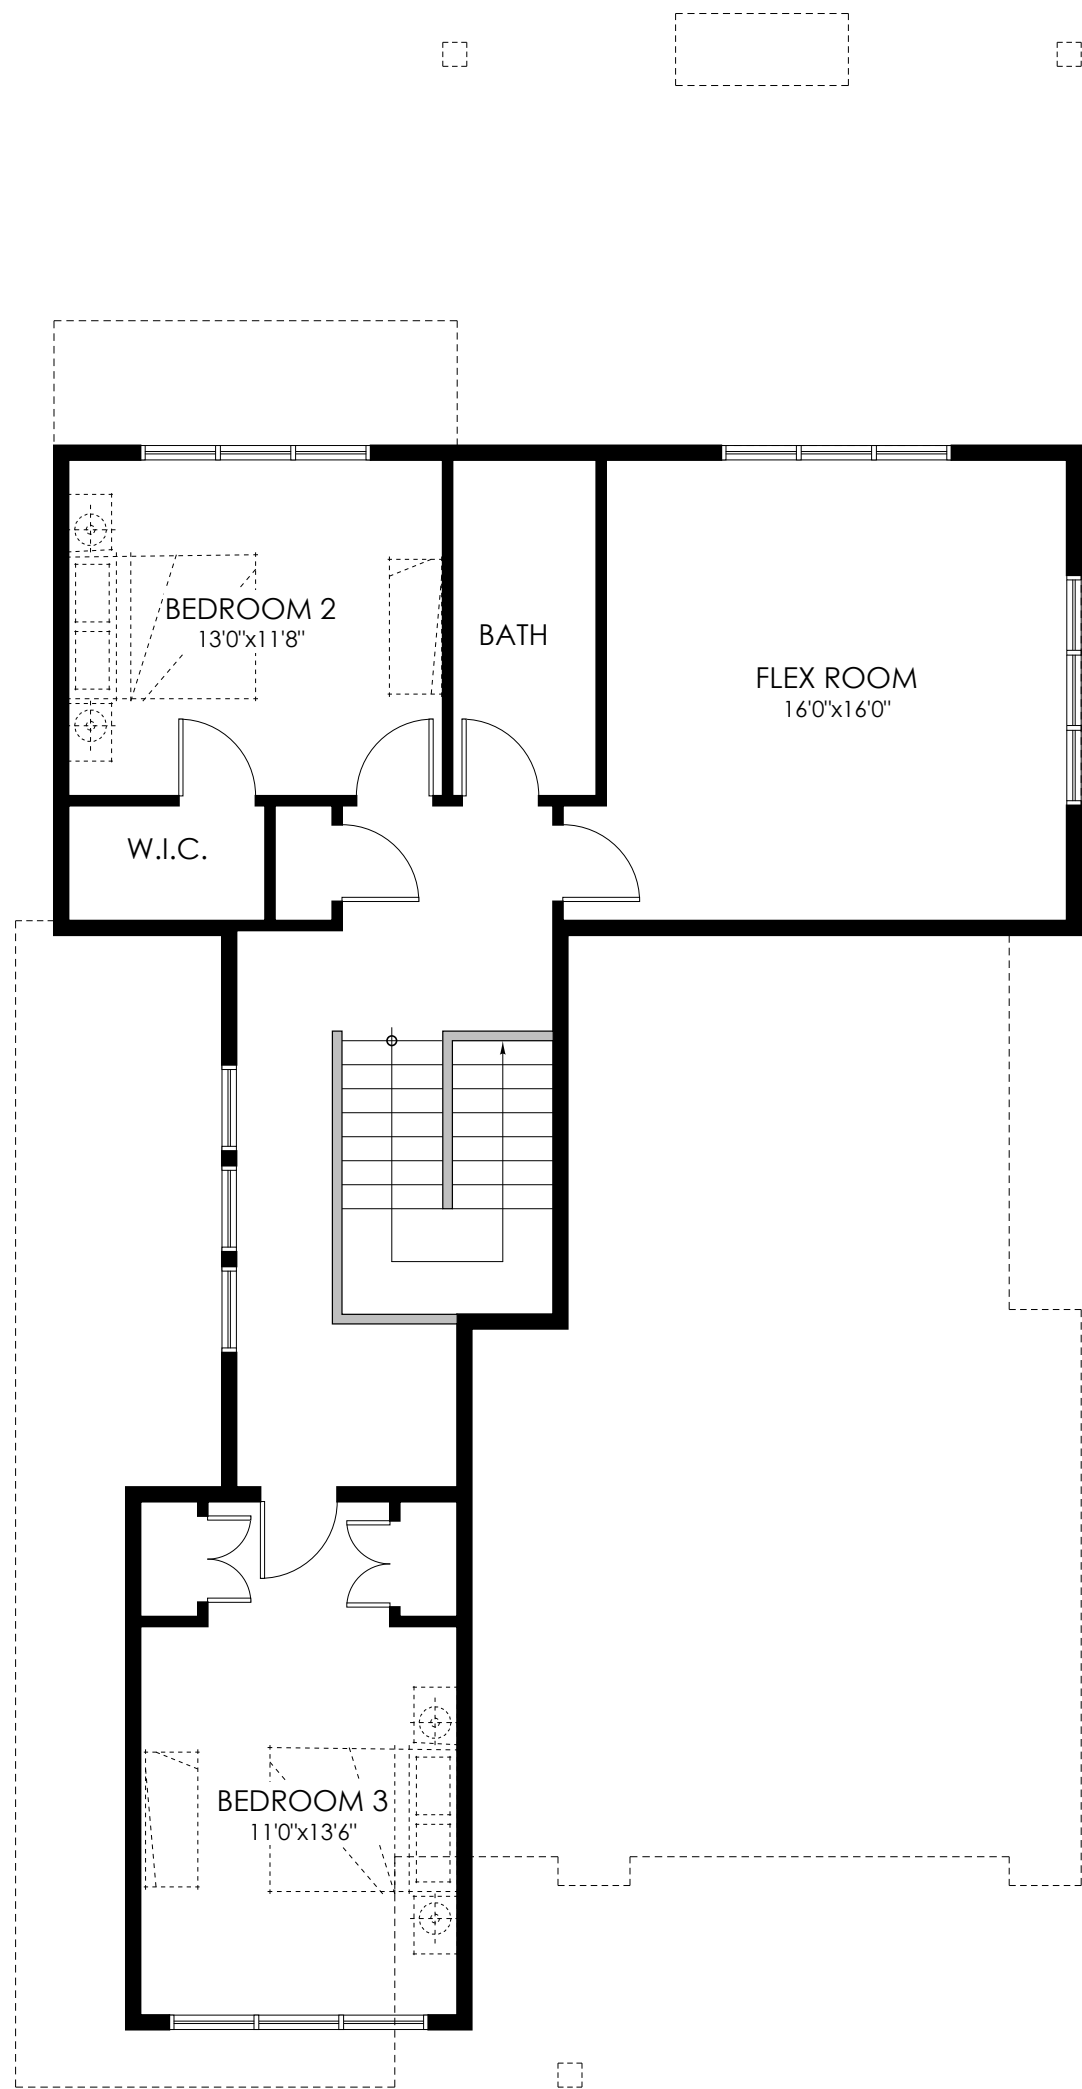 BEDROOM 2
13'0"x11'8"
BATH
FLEX ROOM
16'0"x16'0"
W.I.C.
BEDROOM 3
11'0"x13'6"